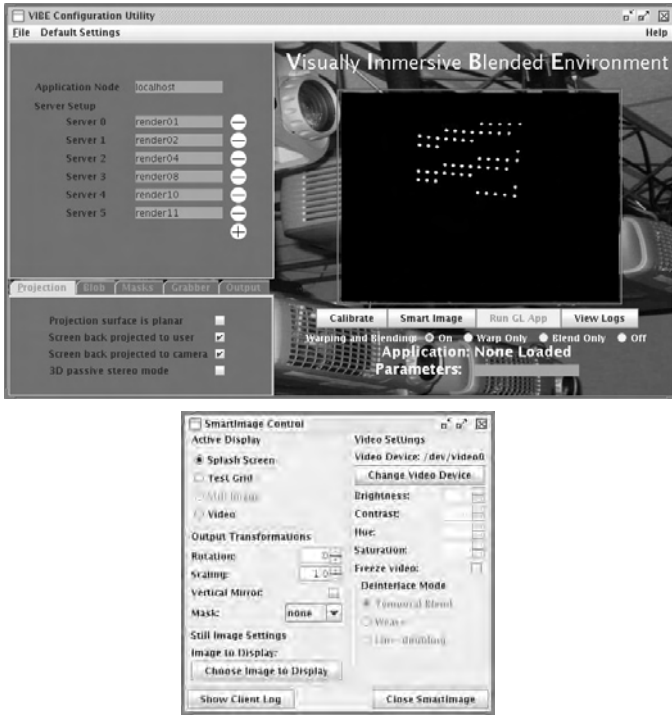 VIBE Configuration Utility
File Default Settings Help
Visually Immersive Blended Environment
Application Node localhost
Server Setup
Server 0 render01
Server 1 render02
Server 2 render04
Server 3 render08
Server 4 render10
Server 5 render11
Projection Blob Masks Grabber Output
Projection surface is planar
Screen back projected to user
Screen back projected to camera
3D passive stereo mode
Calibrate Smart Image Run GL App View Logs
Warping and Blending: On Warp Only Blend Only Off
Application: None Loaded
Parameters:
SmartImage Control
Active Display
Splash Screen
Test Grid
Still Image
Video
Output Transformations
Rotation: 0
Scaling: 1.0
Vertical Mirror:
Mask: none
Still Image Settings
Image to Display:
Choose Image to Display
Show Client Log
Video Settings
Video Device: /dev/video0
Change Video Device
Brightness:
Contrast:
Hue:
Saturation:
Freeze video:
Deinterlace Mode
Temporal Blend
Weave
Line-doubling
Close SmartImage